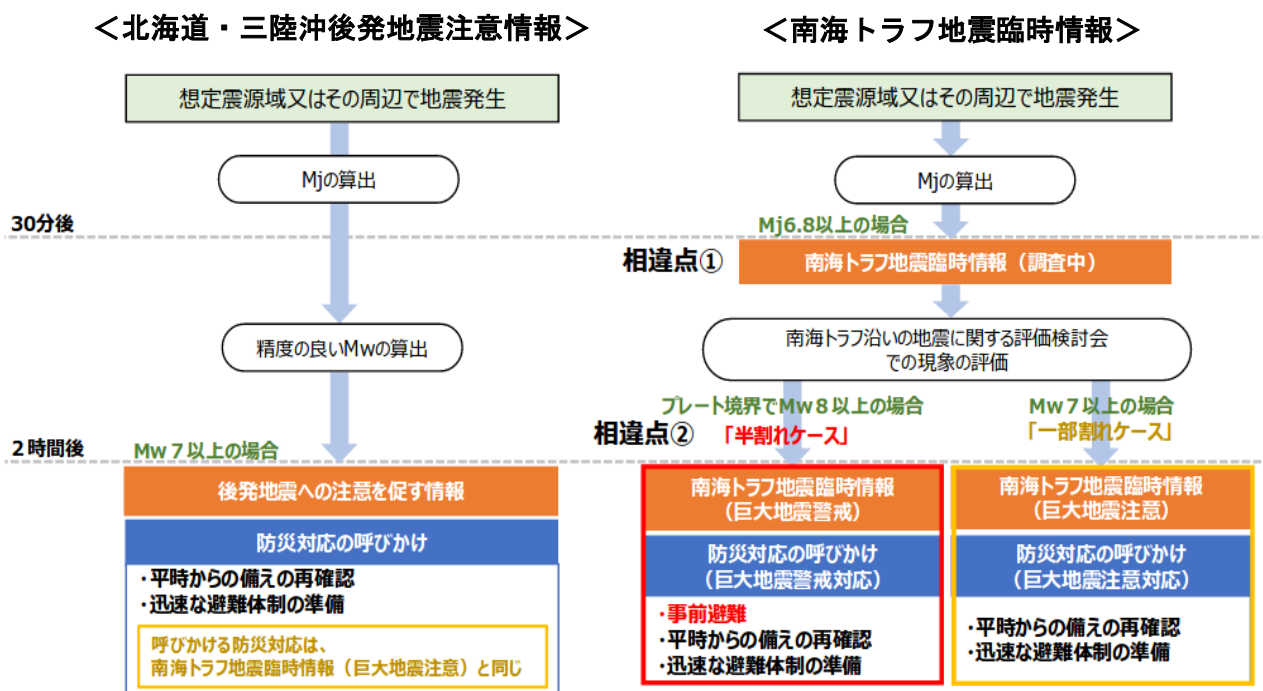 ＜北海道・三陸沖後発地震注意情報＞
想定震源域又はその周辺で地震発生
Mjの算出
30分後
精度の良いMwの算出
2時間後
Mw７以上の場合
後発地震への注意を促す情報
防災対応の呼びかけ
・平時からの備えの再確認
・迅速な避難体制の準備
呼びかける防災対応は、
南海トラフ地震臨時情報（巨大地震注意）と同じ
＜南海トラフ地震臨時情報＞
想定震源域又はその周辺で地震発生
Mjの算出
Mj6.8以上の場合
相違点①
南海トラフ地震臨時情報（調査中）
南海トラフ沿いの地震に関する評価検討会
での現象の評価
プレート境界でMw８以上の場合
相違点②
「半割れケース」
Mw７以上の場合
「一部割れケース」
南海トラフ地震臨時情報
（巨大地震警戒）
防災対応の呼びかけ
（巨大地震警戒対応）
・事前避難
・平時からの備えの再確認
・迅速な避難体制の準備
南海トラフ地震臨時情報
（巨大地震注意）
防災対応の呼びかけ
（巨大地震注意対応）
・平時からの備えの再確認
・迅速な避難体制の準備